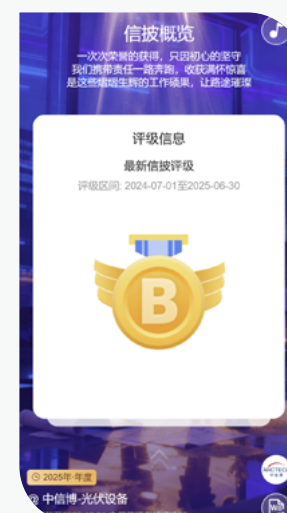 信披概览
一次次荣誉的获得，只因初心的坚守
我们携带责任一路奔跑，收获满怀惊喜
是这些熠熠生辉的工作硕果，让路途璀璨
评级信息
最新信披评级
评级区间: 2024-07-01至2025-06-30
B
2025年·年度
@ 中信博-光伏设备